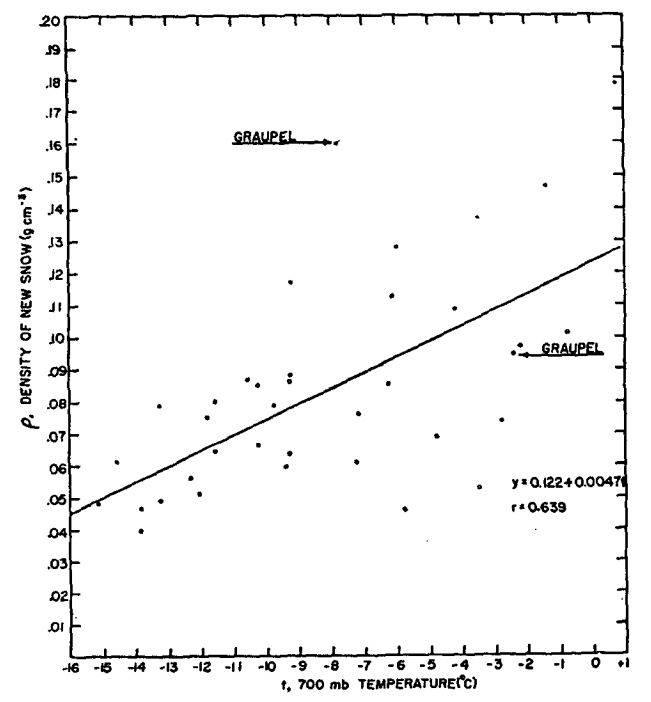 .20
.19
.18
.17
.16
.15
.14
.13
.12
.11
.10
.09
.08
.07
.06
.05
.04
.03
.02
.01
ρ, DENSITY OF NEW SNOW (g cm⁻³)
GRAUPEL
GRAUPEL
y=0.122+0.0047t
r=0.639
-16 -15 -14 -13 -12 -11 -10 -9 -8 -7 -6 -5 -4 -3 -2 -1 0 +1
t, 700 mb TEMPERATURE(°C)